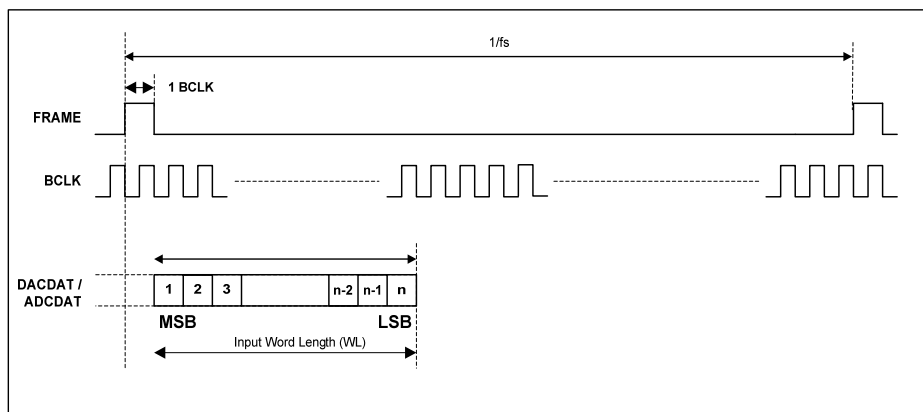 1/fs
1 BCLK
FRAME
BCLK
DACDAT /
ADCDAT
1 2 3 n-2 n-1 n
MSB LSB
Input Word Length (WL)